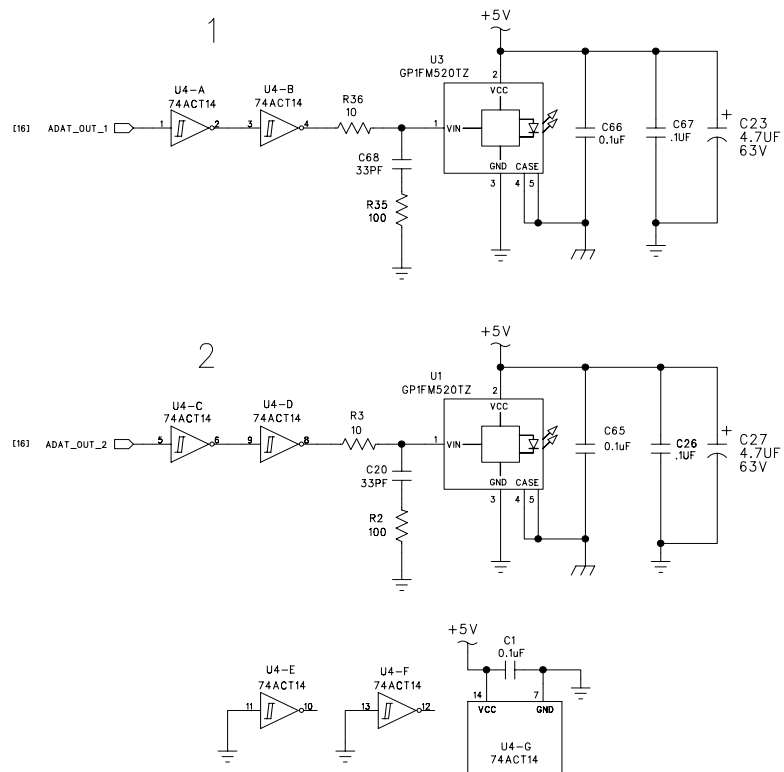 1
+5V
U3
GP1FM520TZ
2
VCC
U4-A
74ACT14
U4-B
74ACT14
R36
10
[16] ADAT_OUT_1
1
2
3
4
1
VIN
C68
33PF
GND
CASE
3
4
5
R35
100
C66
0.1uF
C67
.1UF
+
C23
4.7UF
63V
2
+5V
U1
GP1FM520TZ
2
VCC
U4-C
74ACT14
U4-D
74ACT14
R3
10
[16] ADAT_OUT_2
5
6
9
8
1
VIN
C20
33PF
GND
CASE
3
4
5
R2
100
C65
0.1uF
C26
.1UF
+
C27
4.7UF
63V
+5V
C1
0.1uF
U4-E
74ACT14
11
10
U4-F
74ACT14
13
12
14
7
VCC
GND
U4-G
74ACT14